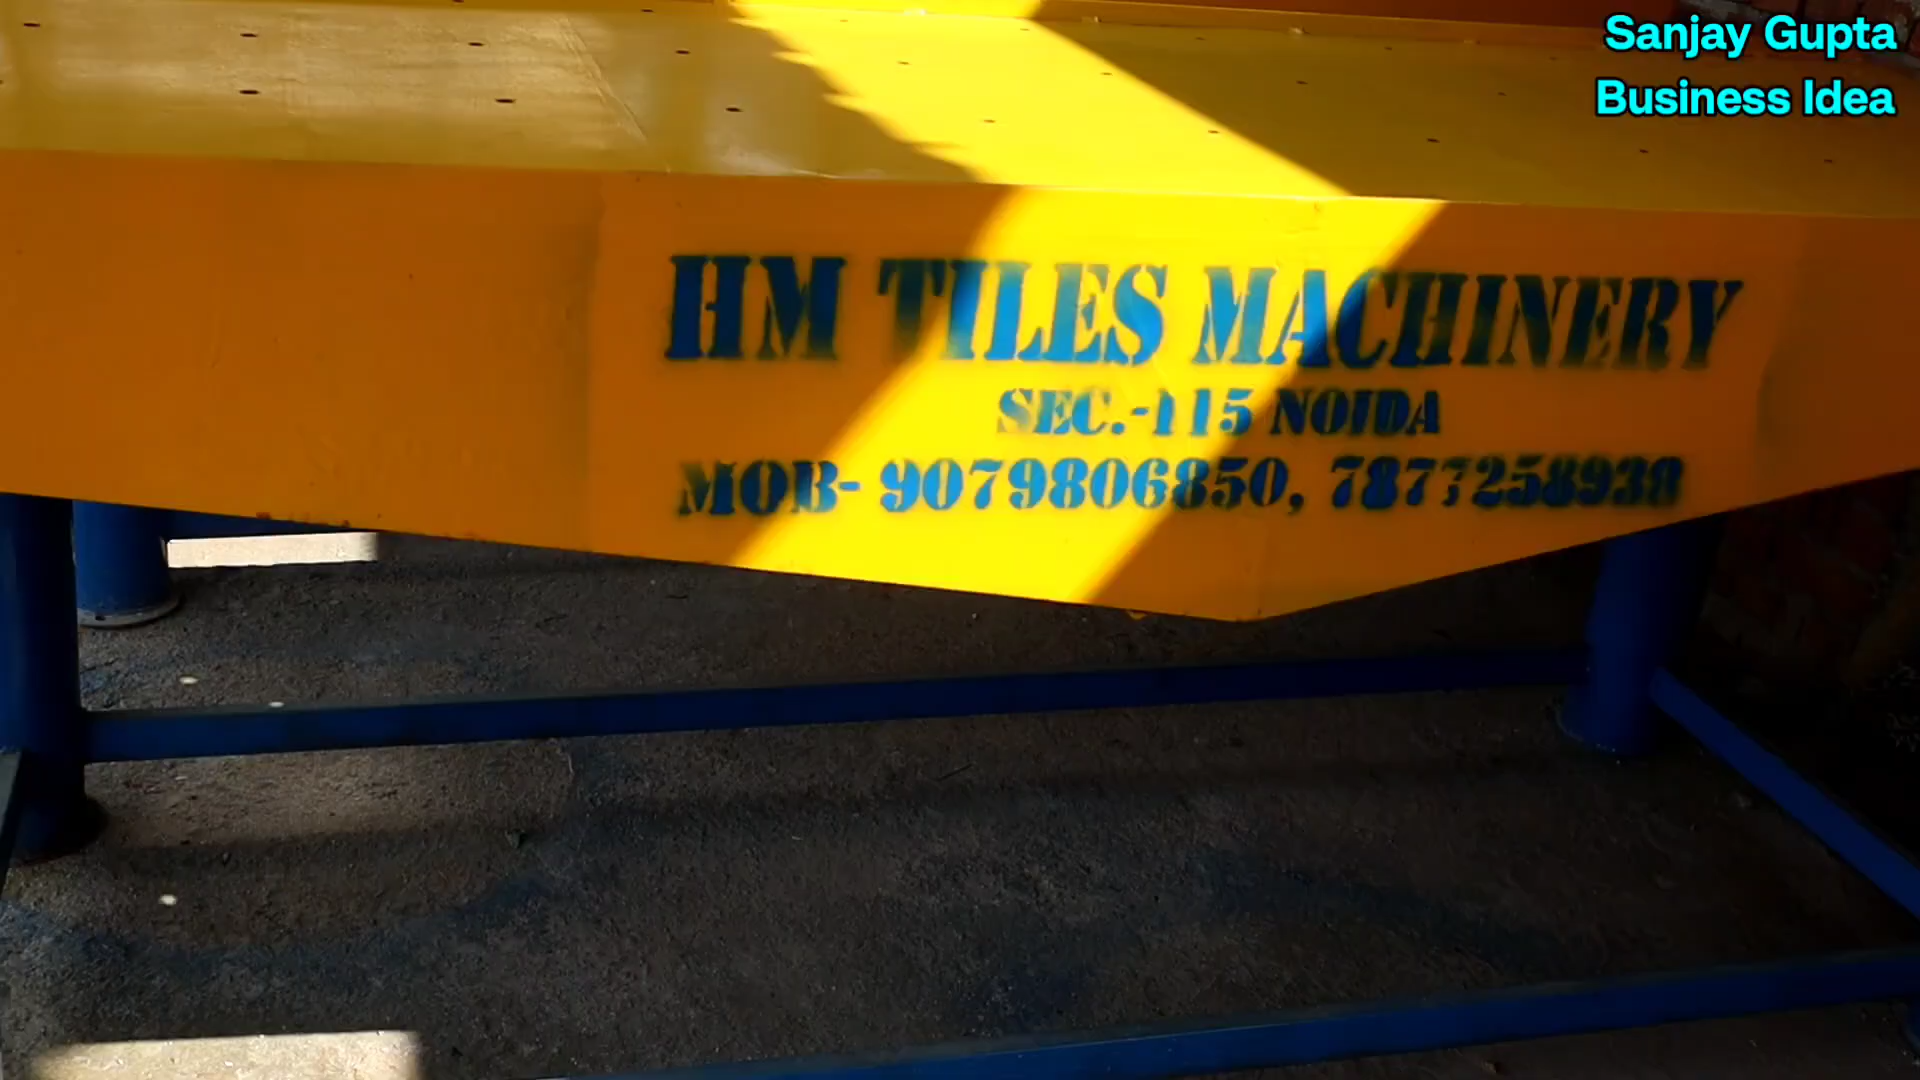 Sanjay Gupta
Business Idea
HM TILES MACHINERY
SEC.-115 NOIDA
MOB- 9079806850, 7877258938